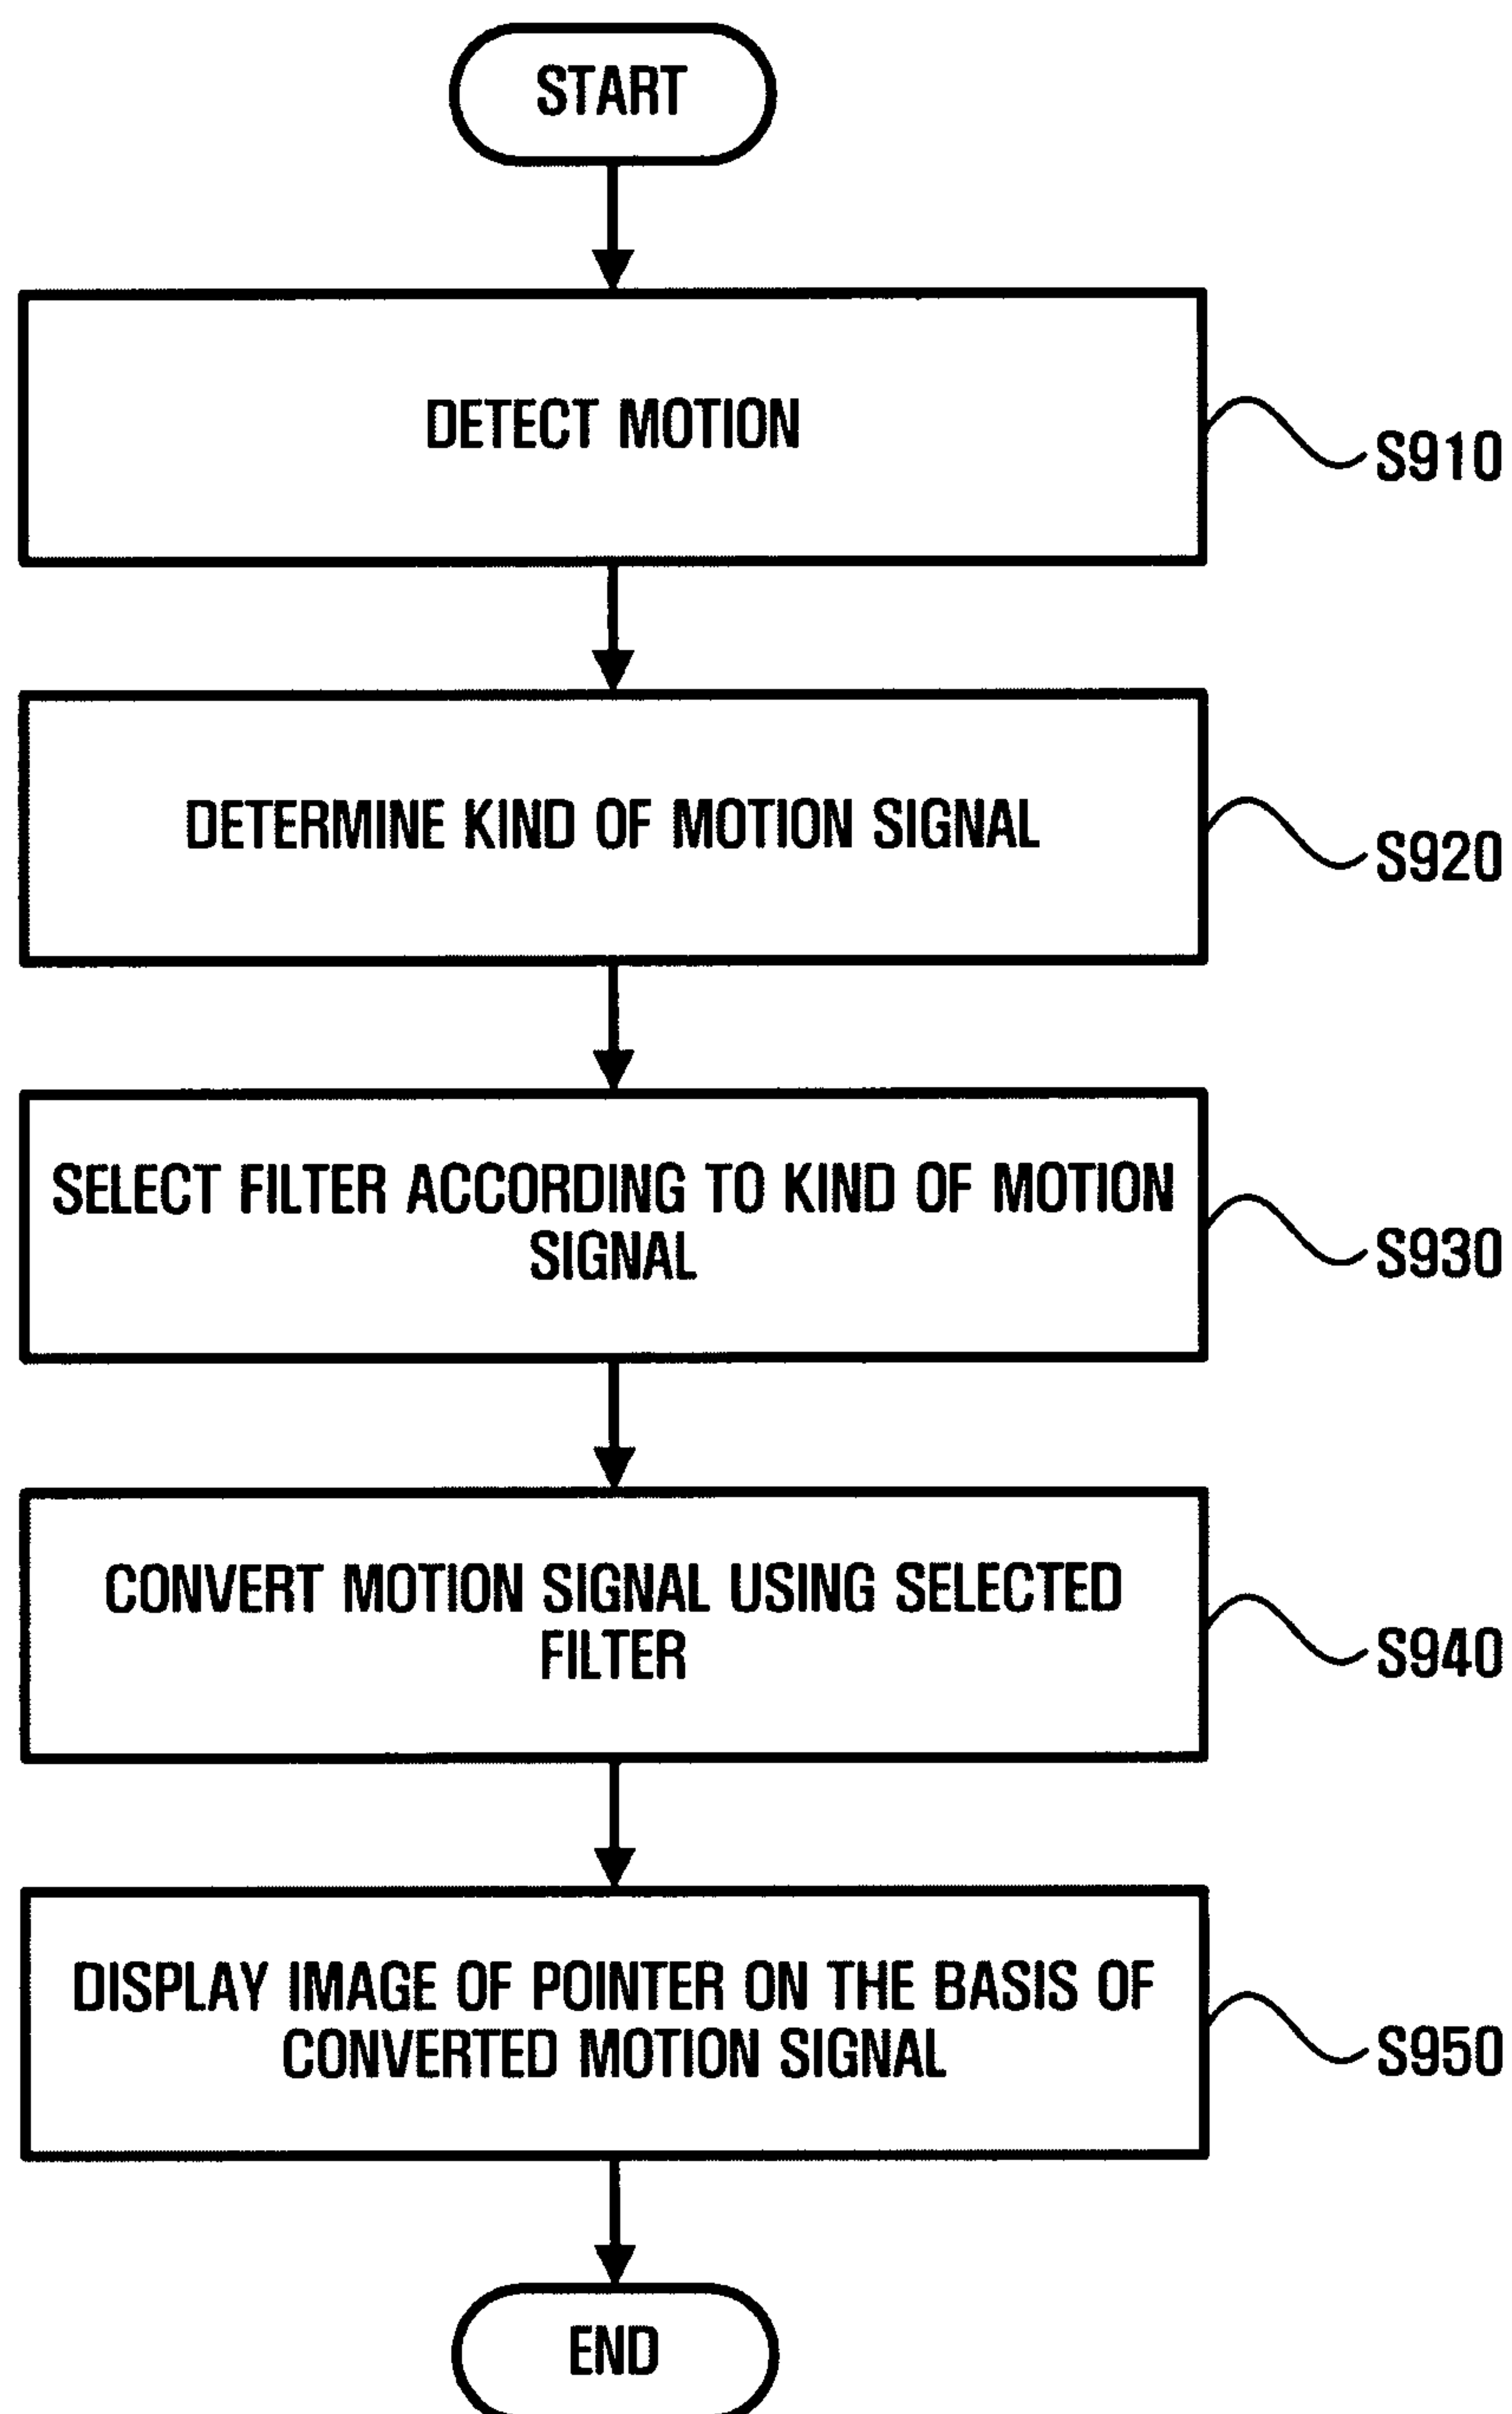 START
DETECT MOTION
S910
DETERMINE KIND OF MOTION SIGNAL
S920
SELECT FILTER ACCORDING TO KIND OF MOTION
SIGNAL
S930
CONVERT MOTION SIGNAL USING SELECTED
FILTER
S940
DISPLAY IMAGE OF POINTER ON THE BASIS OF
CONVERTED MOTION SIGNAL
S950
END